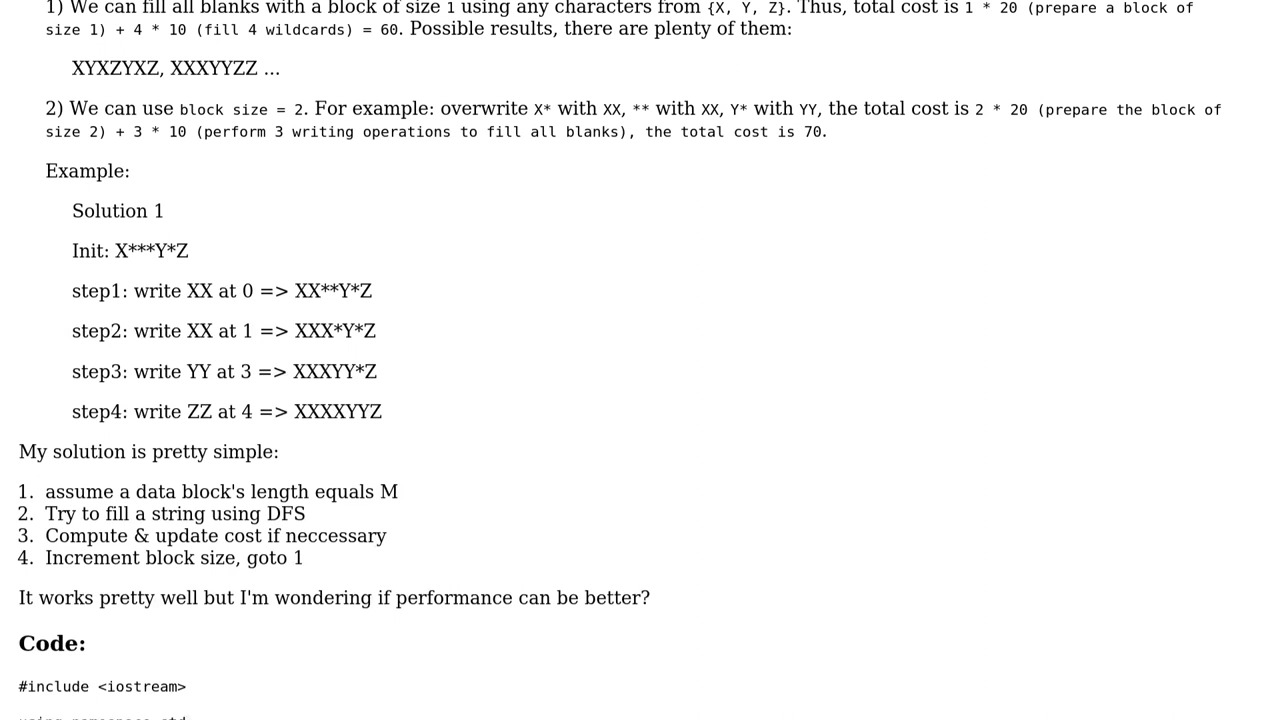 1) We can fill all blanks with a block of size 1 using any characters from {X, Y, Z}. Thus, total cost is 1 * 20 (prepare a block of
size 1) + 4 * 10 (fill 4 wildcards) = 60. Possible results, there are plenty of them:
XYXZYXZ, XXXYYZZ ...
2) We can use block size = 2. For example: overwrite X* with XX, ** with XX, Y* with YY, the total cost is 2 * 20 (prepare the block of
size 2) + 3 * 10 (perform 3 writing operations to fill all blanks), the total cost is 70.
Example:
Solution 1
Init: X***Y*Z
step1: write XX at 0 => XX**Y*Z
step2: write XX at 1 => XXX*Y*Z
step3: write YY at 3 => XXXYY*Z
step4: write ZZ at 4 => XXXXYYZ
My solution is pretty simple:
1. assume a data block's length equals M
2. Try to fill a string using DFS
3. Compute & update cost if neccessary
4. Increment block size, goto 1
It works pretty well but I'm wondering if performance can be better?
Code:
#include <iostream>